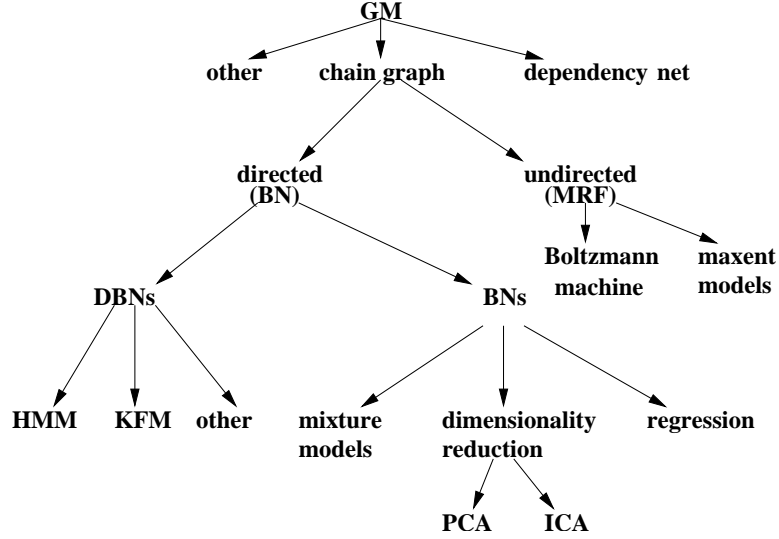 GM
other chain graph dependency net
directed
(BN)
undirected
(MRF)
Boltzmann
machine
maxent
models
DBNs
BNs
HMM KFM other
mixture
models
dimensionality
reduction
regression
PCA ICA